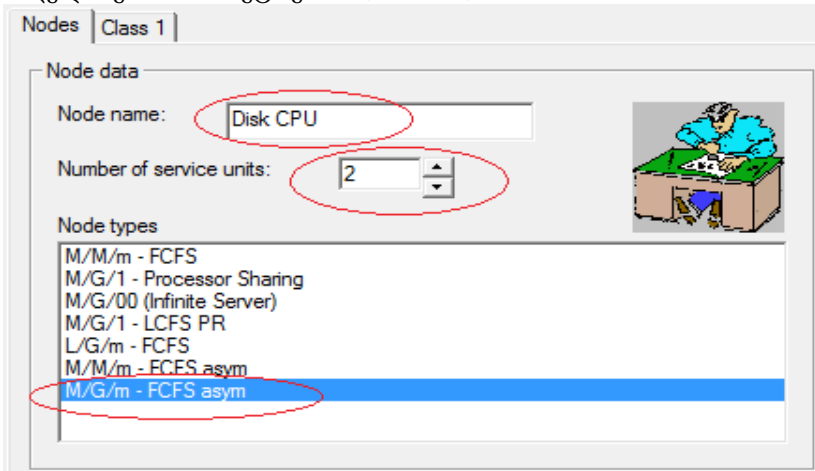 Nodes Class 1
Node data
Node name: Disk CPU
Number of service units: 2
Node types
M/M/m - FCFS
M/G/1 - Processor Sharing
M/G/00 (Infinite Server)
M/G/1 - LCFS PR
L/G/m - FCFS
M/M/m - FCFS asym
M/G/m - FCFS asym